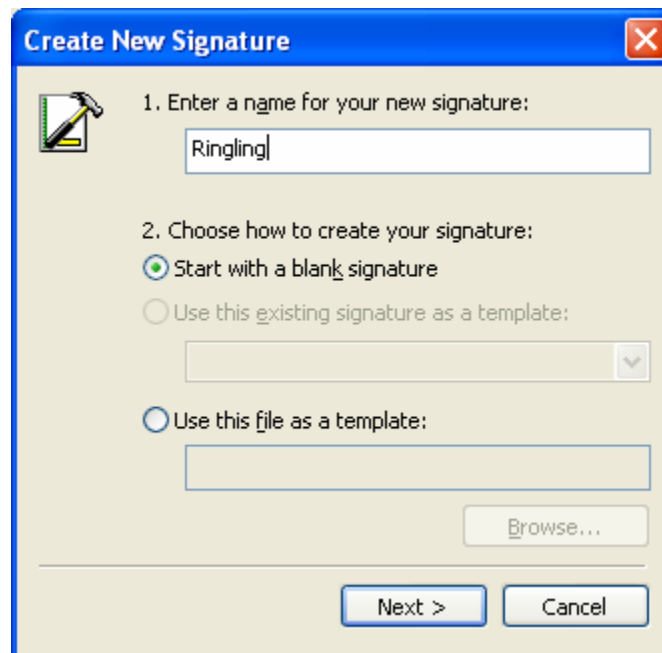 Create New Signature
1. Enter a name for your new signature:
Ringling
2. Choose how to create your signature:
Start with a blank signature
Use this existing signature as a template:
Use this file as a template:
Browse...
Next > Cancel